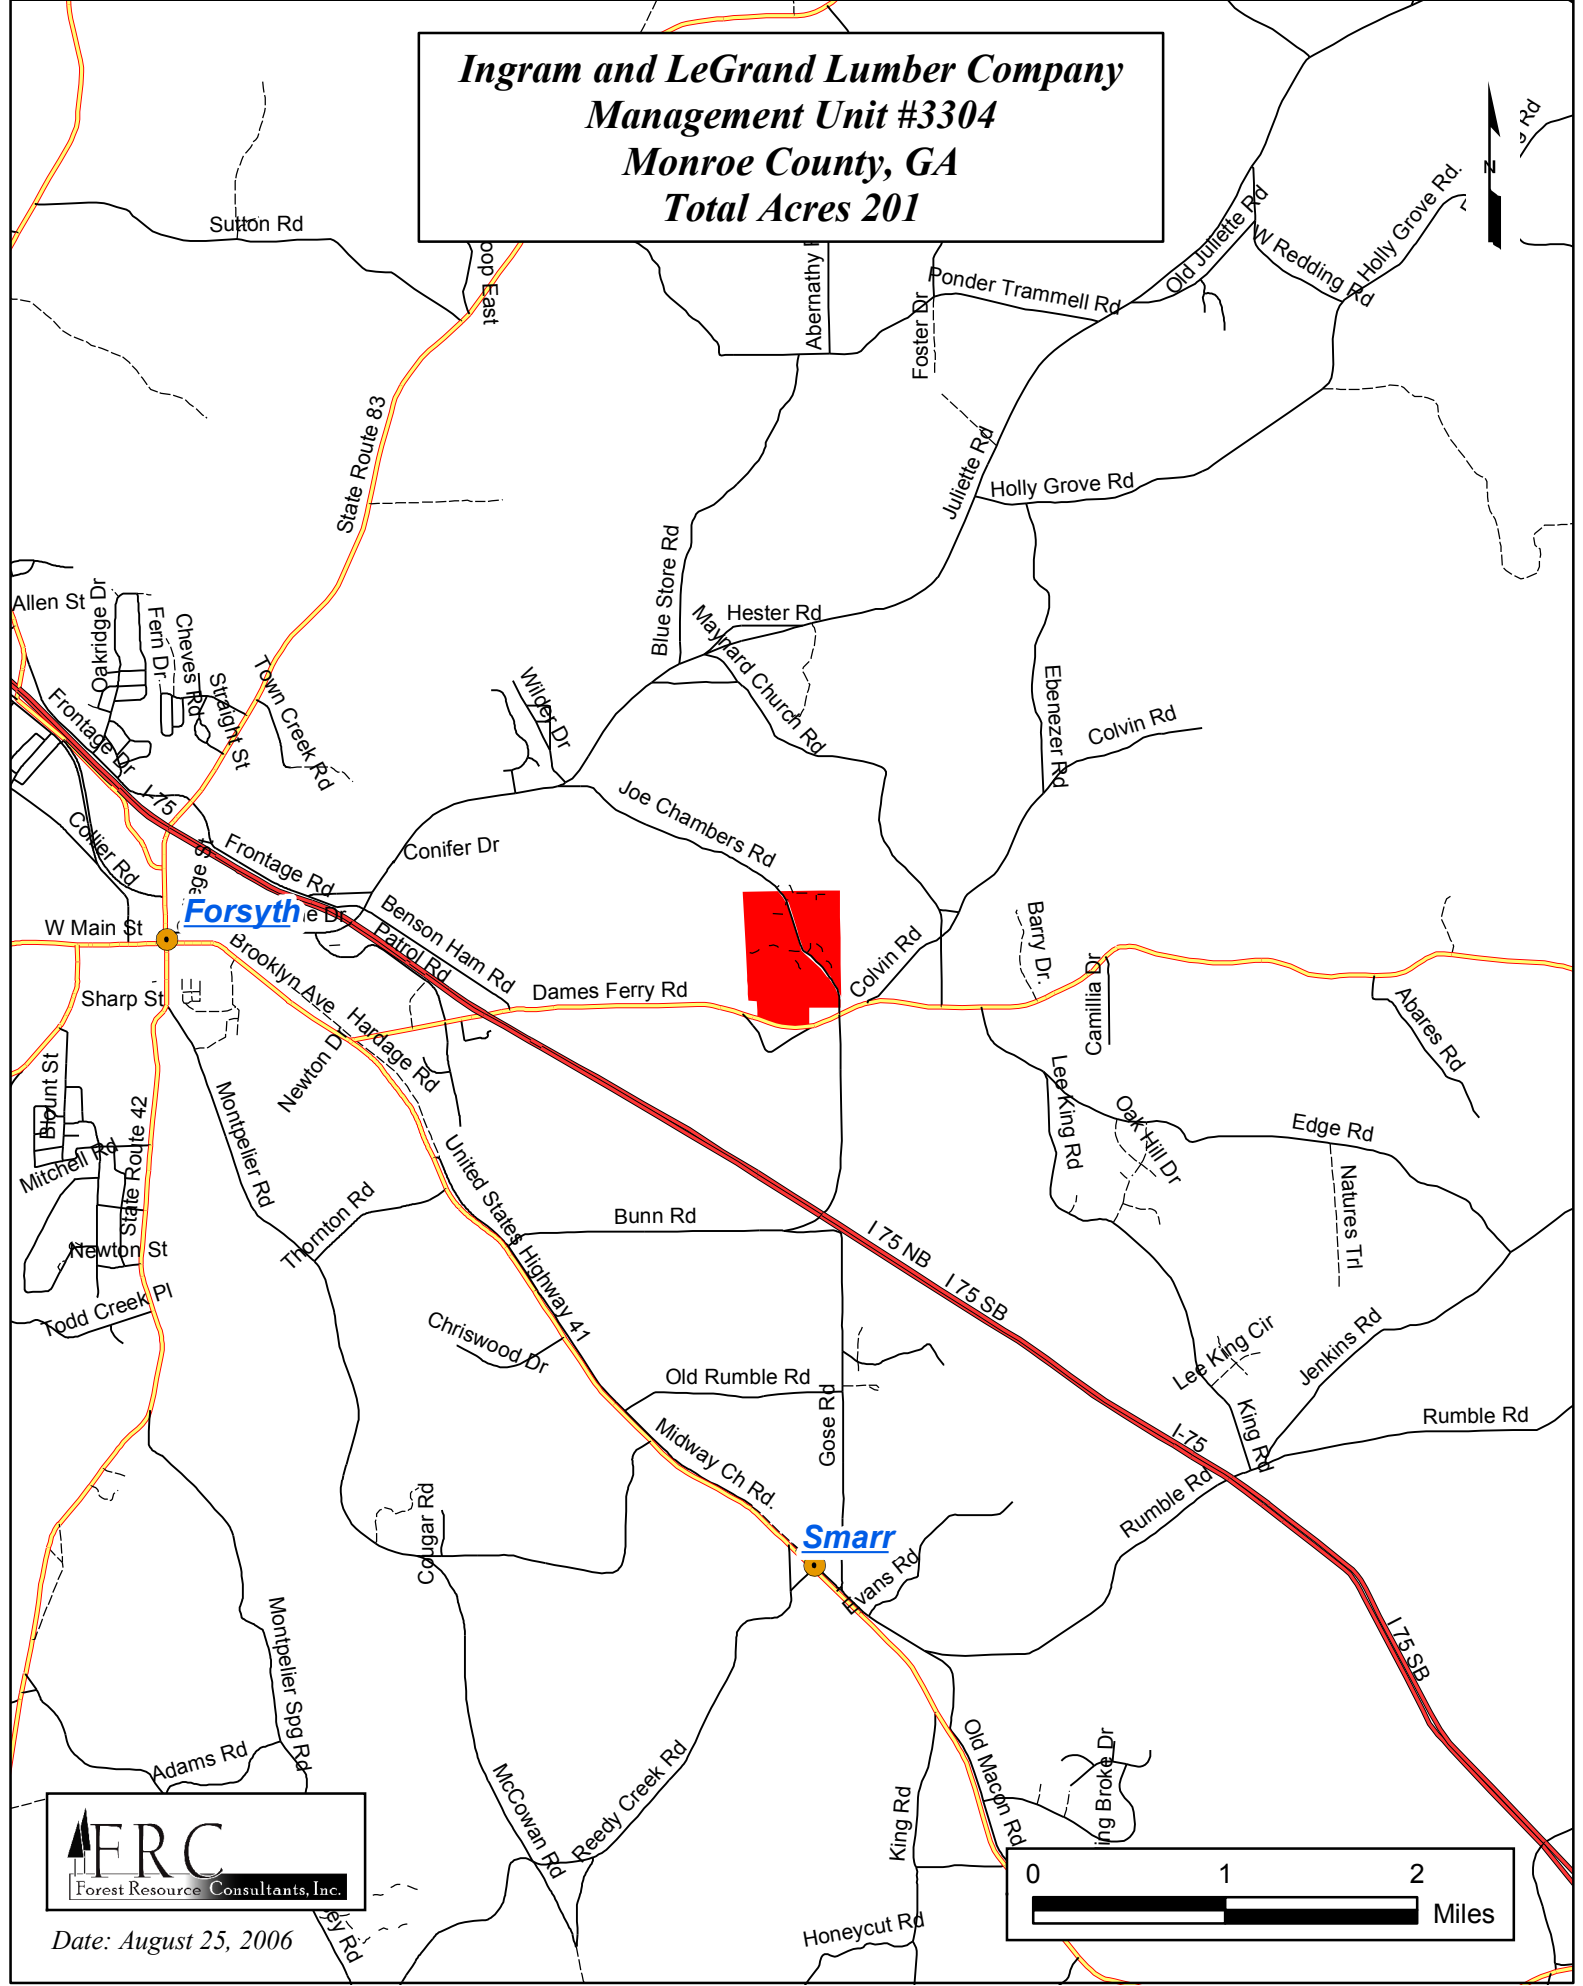 Ingram and LeGrand Lumber Company
Management Unit #3304
Monroe County, GA
Total Acres 201
N
Rd
Sutton Rd
oop East
Abernathy
Ponder Trammell Rd
Foster Dr
Old Juliette Rd
W Redding Rd
Holly Grove Rd.
State Route 83
Juliette Rd
Holly Grove Rd
Blue Store Rd
Allen St
Oakridge Dr
Fern Dr.
Cheves Rd
Straight St
Town Creek Rd
Hester Rd
Maynard Church Rd
Wilder Dr
Ebenezer Rd
Colvin Rd
Frontage Dr
I-75
Joe Chambers Rd
Collier Rd
ege S
Frontage Rd
Conifer Dr
Forsyth
e Dr
Benson Ham Rd
Patrol Rd
W Main St
Brooklyn Ave
Colvin Rd
Barry Dr.
Camillia Dr
Dames Ferry Rd
Sharp St
Abares Rd
Hardage Rd
Newton D
Blount St
Montpelier Rd
State Route 42
Lee King Rd
Oak Hill Dr
Edge Rd
Mitchell Rd
United States Highway 41
Natures Trl
Thornton Rd
Bunn Rd
Newton St
I 75 NB
I 75 SB
Todd Creek Pl
Chriswood Dr
Lee King Cir
Jenkins Rd
Old Rumble Rd
Gose Rd
King Rd
Rumble Rd
I-75
Midway Ch Rd.
Cougar Rd
Rumble Rd
Smarr
Evans Rd
Montpelier Spg Rd
I 75 SB
Adams Rd
McCowan Rd
Reedy Creek Rd
King Rd
Old Macon Rd
ing Broke Dr
FRC
Forest Resource Consultants, Inc.
ey Rd
Date: August 25, 2006
Honeycut Rd
0 1 2
Miles